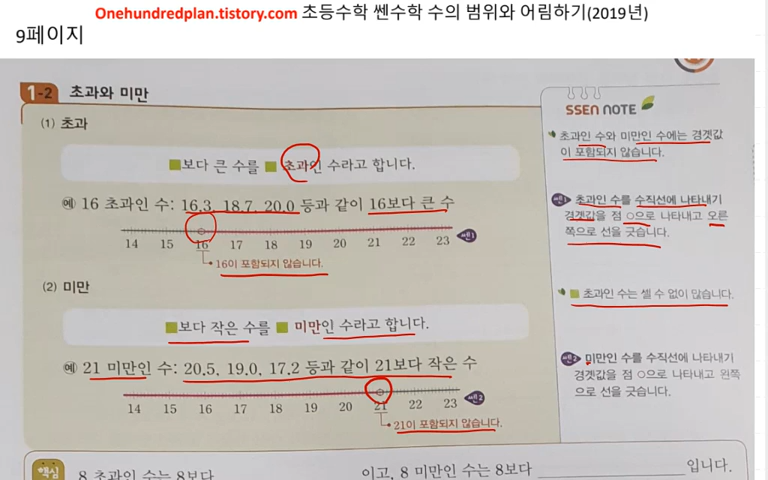 Onehundredplan.tistory.com 초등수학 쎈수학 수의 범위와 어림하기(2019년)
9페이지
1-2 초과와 미만
(1) 초과
■보다 큰 수를 ■ 초과인 수라고 합니다.
예 16 초과인 수: 16.3, 18.7, 20.0 등과 같이 16보다 큰 수
14 15 16 17 18 19 20 21 22 23 쎈1
16이 포함되지 않습니다.
(2) 미만
■보다 작은 수를 ■ 미만인 수라고 합니다.
예 21 미만인 수: 20.5, 19.0, 17.2 등과 같이 21보다 작은 수
14 15 16 17 18 19 20 21 22 23 쎈2
21이 포함되지 않습니다.
SSEN NOTE
초과인 수와 미만인 수에는 경곗값
이 포함되지 않습니다.
쎈1 초과인 수를 수직선에 나타내기
경곗값을 점 ○으로 나타내고 오른
쪽으로 선을 긋습니다.
■ 초과인 수는 셀 수 없이 많습니다.
쎈2 미만인 수를 수직선에 나타내기
경곗값을 점 ○으로 나타내고 왼쪽
으로 선을 긋습니다.
핵심 8 초과인 수는 8보다 이고, 8 미만인 수는 8보다 입니다.